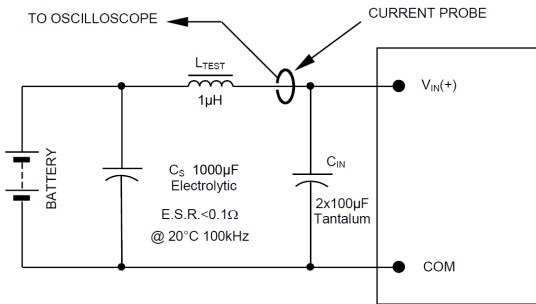 TO OSCILLOSCOPE
CURRENT PROBE
LTEST
1µH
VIN(+)
BATTERY
CS 1000µF
Electrolytic
E.S.R.<0.1Ω
@ 20°C 100kHz
CIN
2x100µF
Tantalum
COM